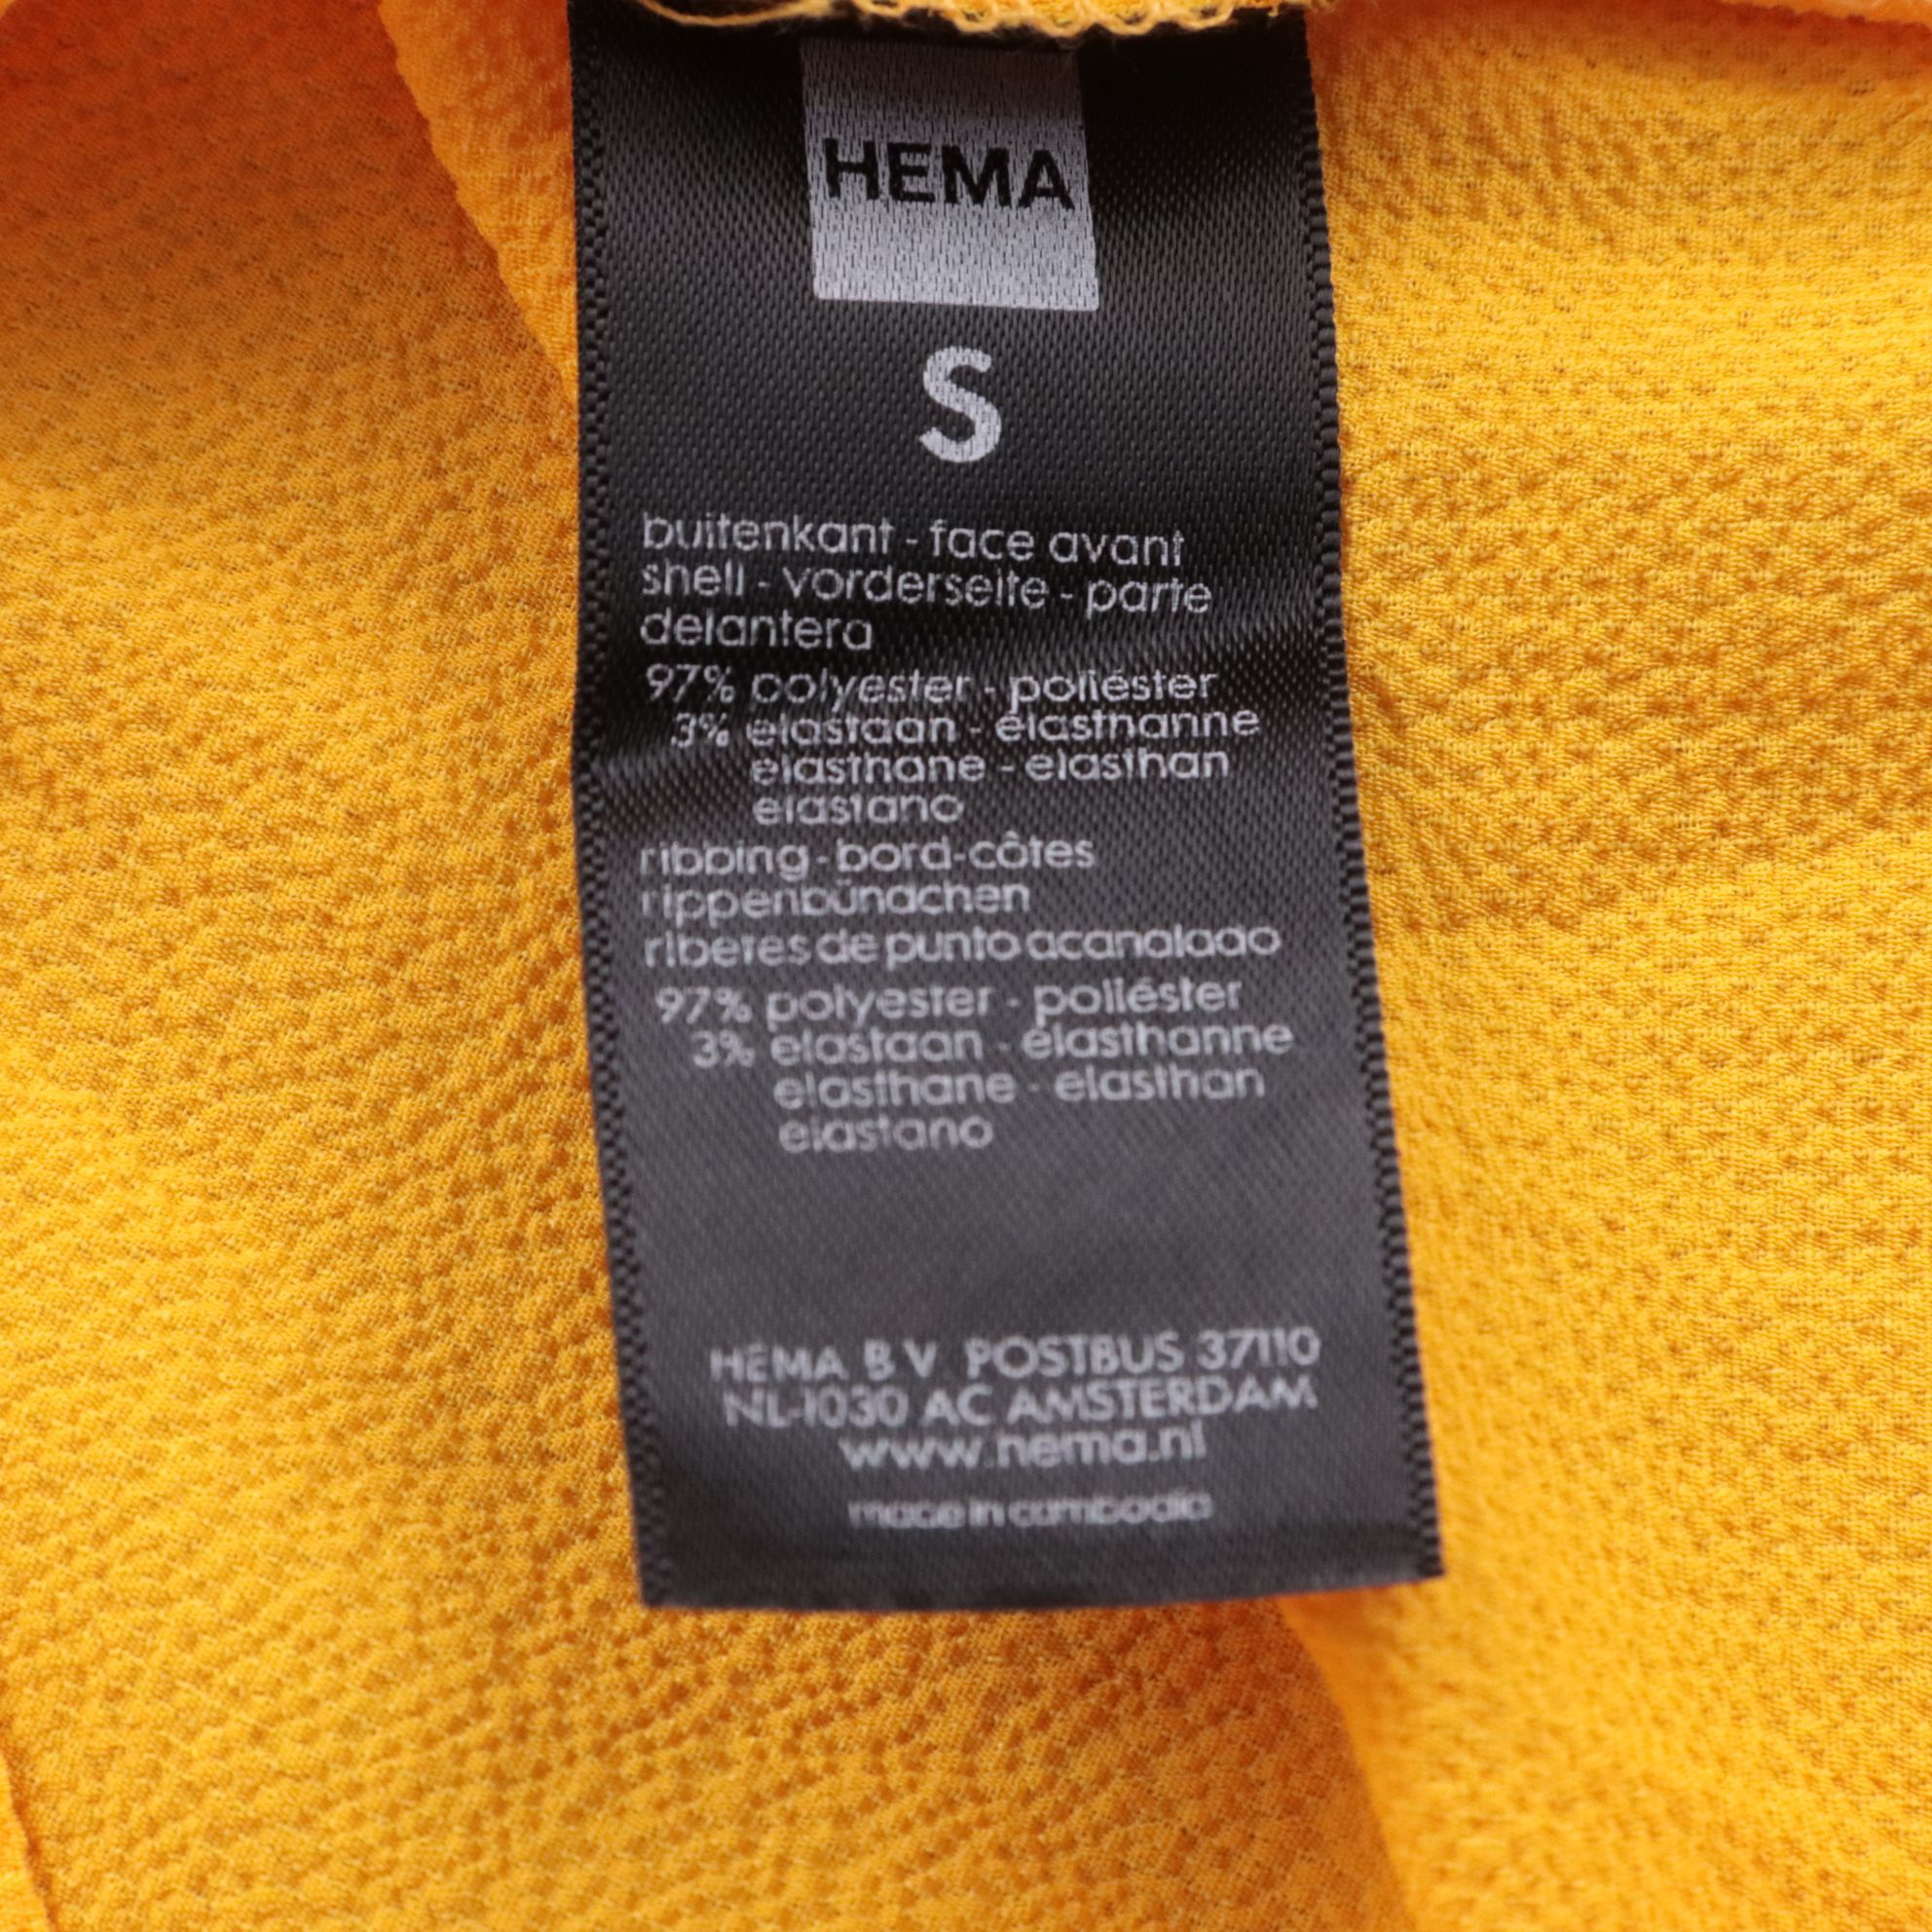 HEMA
S
buitenkant - face avant
shell - vorderseite - parte
delantera
97% polyester - poliéster
3% elastaan - élasthanne
elasthane - elasthan
elastano
ribbing - bord-côtes
rippenbündchen
riberes de punto acanalado
97% polyester - poliéster
3% elastaan - élasthanne
elasthane - elasthan
elastano
HEMA B.V. POSTBUS 37110
NL-1030 AC AMSTERDAM
www.hema.nl
made in cambodia